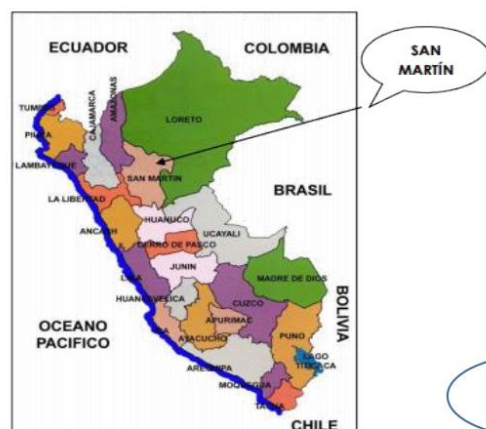 ECUADOR
COLOMBIA
SAN
MARTÍN
TUMBES
PIURA
CAJAMARCA
AMAZONAS
LORETO
LAMBAYEQUE
SAN MARTIN
LA LIBERTAD
BRASIL
HUANUCO
ANCASH
UCAYALI
CERRO DE PASCO
JUNIN
LIMA
MADRE DE DIOS
HUANCAVELICA
CUZCO
OCEANO
PACIFICO
APURIMAC
AYACUCHO
PUNO
BOLIVIA
LAGO
TITICACA
AREQUIPA
MOQUEGUA
TACNA
CHILE